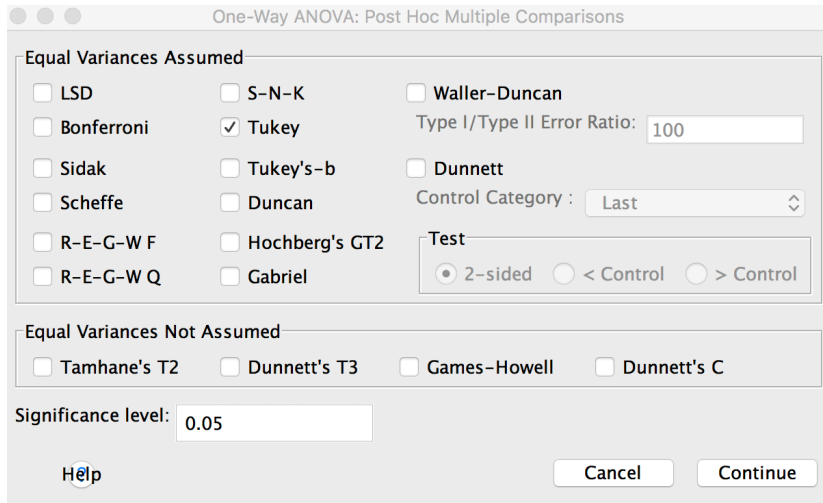 One-Way ANOVA: Post Hoc Multiple Comparisons
Equal Variances Assumed
LSD S-N-K Waller-Duncan
Bonferroni Tukey Type I/Type II Error Ratio: 100
Sidak Tukey's-b Dunnett
Scheffe Duncan Control Category : Last
R-E-G-W F Hochberg's GT2 Test
R-E-G-W Q Gabriel 2-sided < Control > Control
Equal Variances Not Assumed
Tamhane's T2 Dunnett's T3 Games-Howell Dunnett's C
Significance level: 0.05
Help Cancel Continue